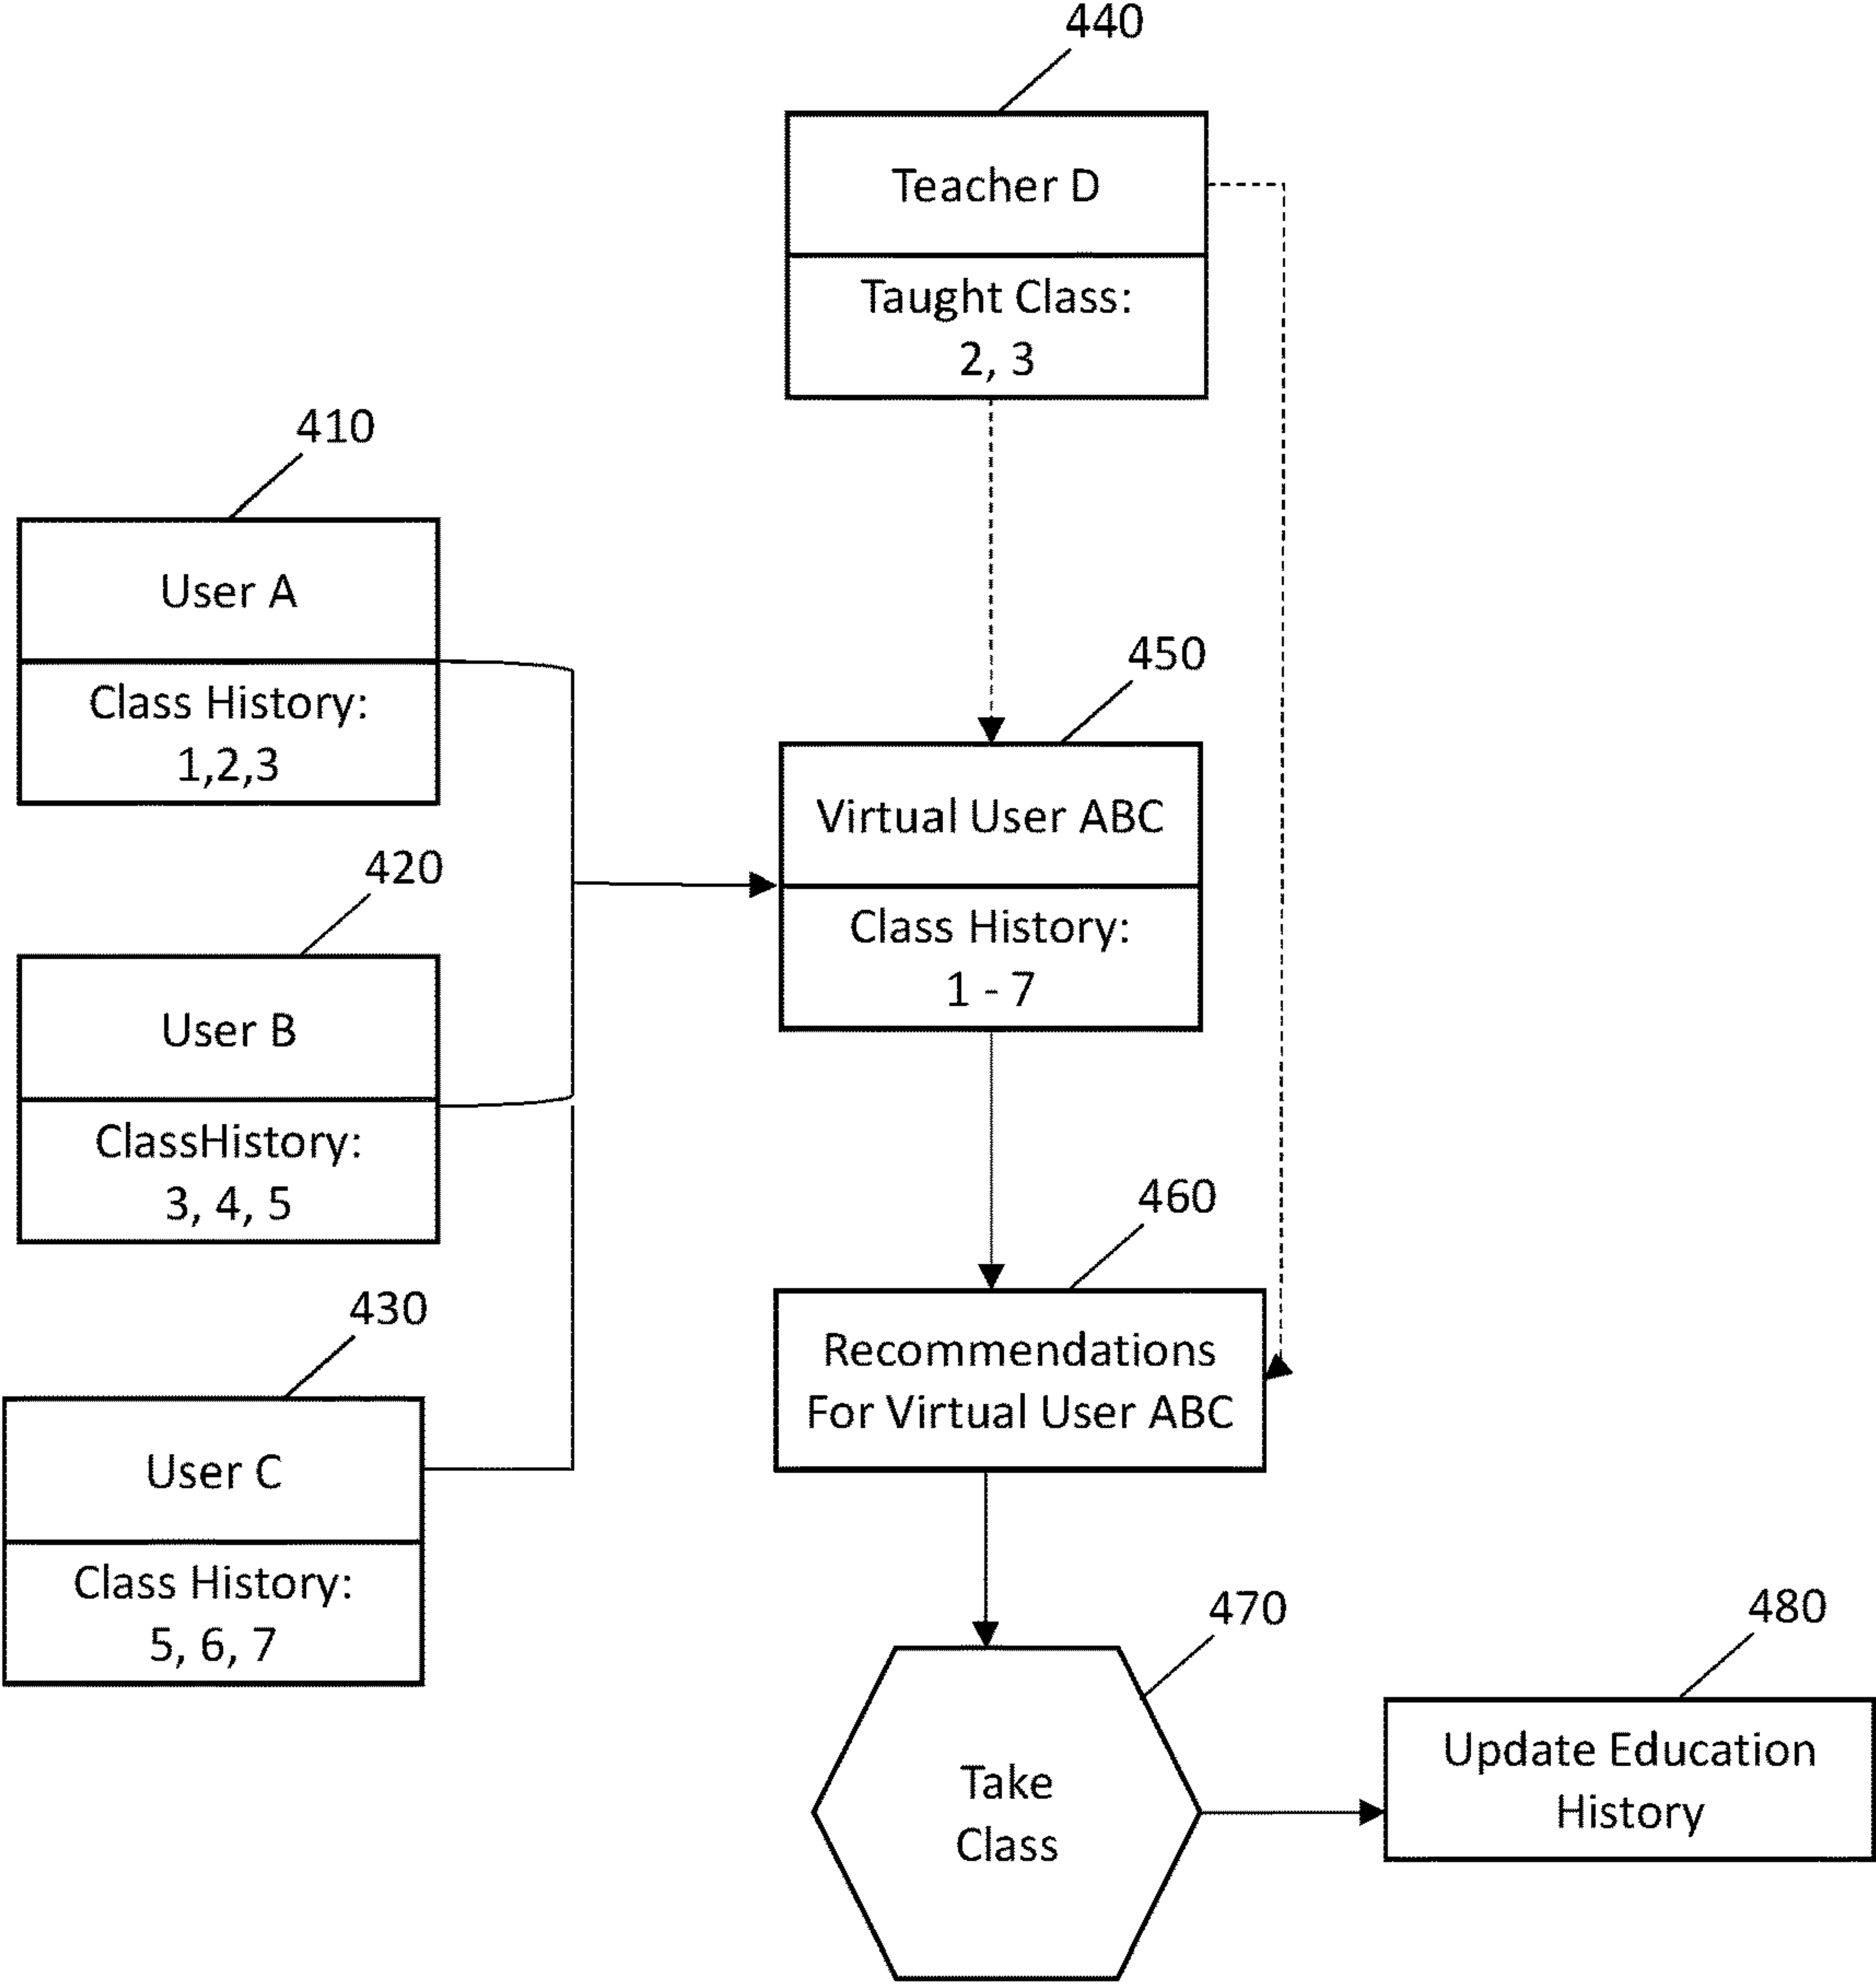 440
Teacher D
Taught Class:
2, 3
410
User A
Class History:
1,2,3
450
Virtual User ABC
Class History:
1 - 7
420
User B
ClassHistory:
3, 4, 5
460
Recommendations
For Virtual User ABC
430
User C
Class History:
5, 6, 7
470
Take
Class
480
Update Education
History